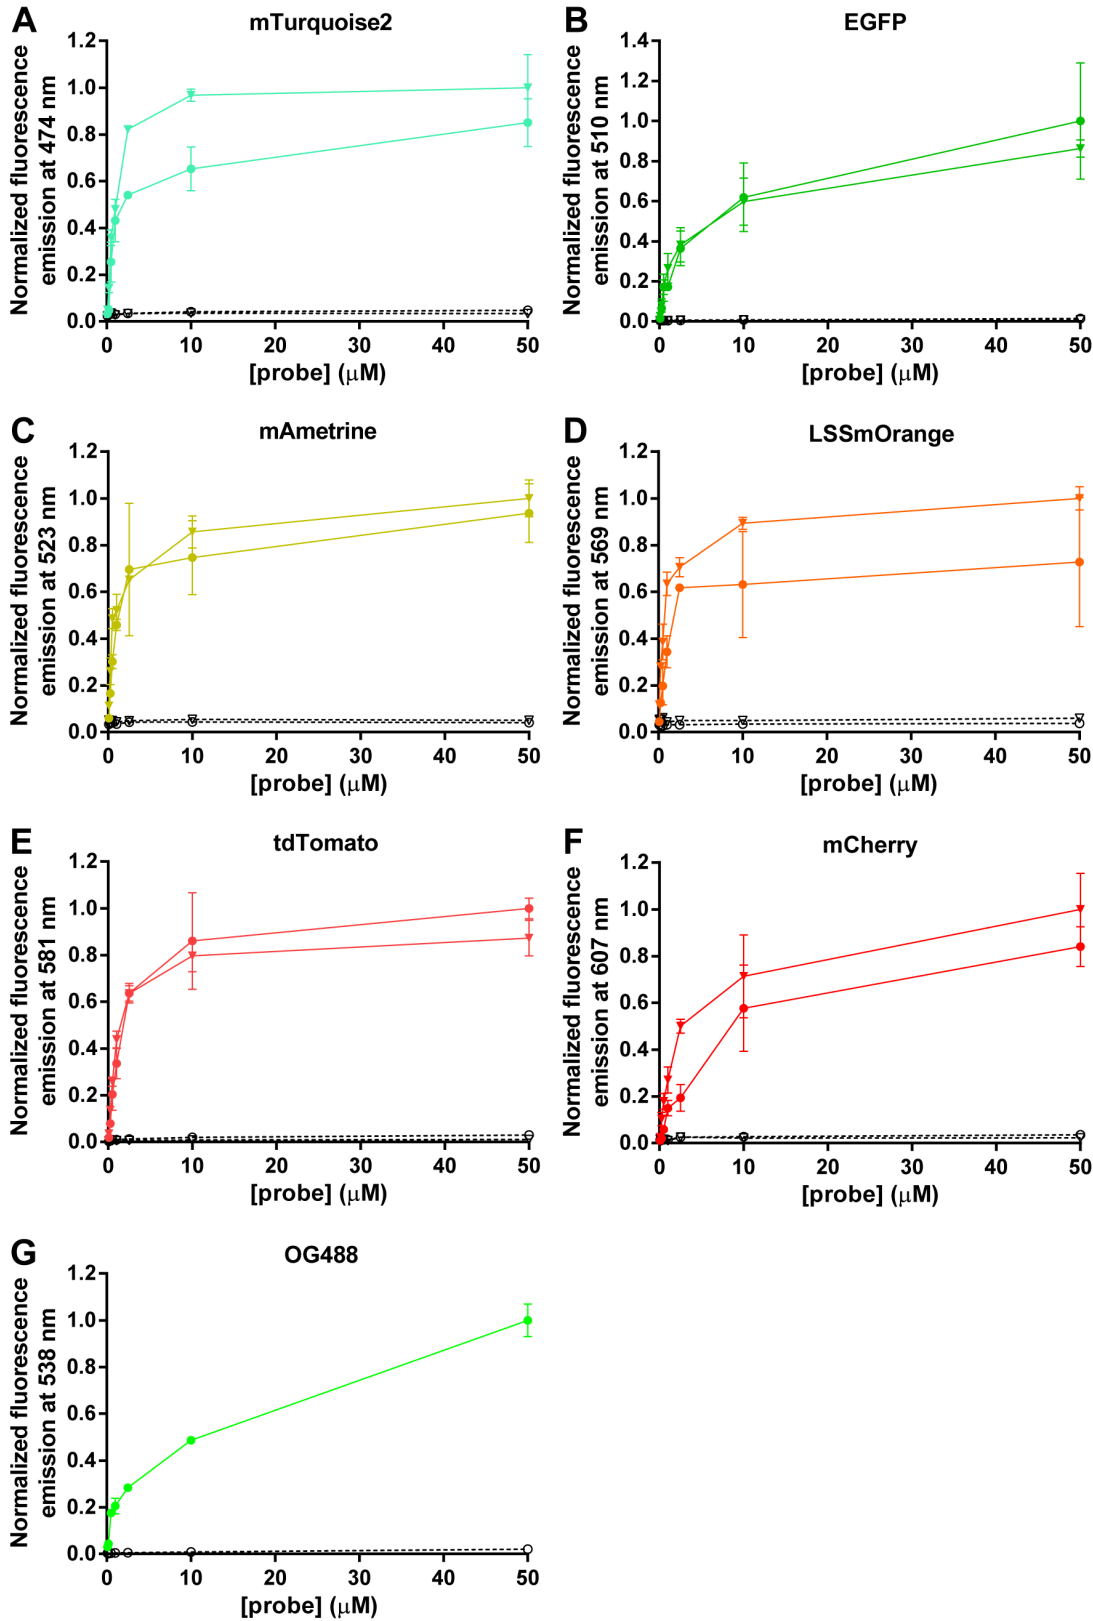 A
mTurquoise2
Normalized fluorescence
emission at 474 nm
1.2
1.0
0.8
0.6
0.4
0.2
0.0
0 10 20 30 40 50
[probe] (μM)
B
EGFP
Normalized fluorescence
emission at 510 nm
1.4
1.2
1.0
0.8
0.6
0.4
0.2
0.0
0 10 20 30 40 50
[probe] (μM)
C
mAmetrine
Normalized fluorescence
emission at 523 nm
1.2
1.0
0.8
0.6
0.4
0.2
0.0
0 10 20 30 40 50
[probe] (μM)
D
LSSmOrange
Normalized fluorescence
emission at 569 nm
1.2
1.0
0.8
0.6
0.4
0.2
0.0
0 10 20 30 40 50
[probe] (μM)
E
tdTomato
Normalized fluorescence
emission at 581 nm
1.2
1.0
0.8
0.6
0.4
0.2
0.0
0 10 20 30 40 50
[probe] (μM)
F
mCherry
Normalized fluorescence
emission at 607 nm
1.2
1.0
0.8
0.6
0.4
0.2
0.0
0 10 20 30 40 50
[probe] (μM)
G
OG488
Normalized fluorescence
emission at 538 nm
1.2
1.0
0.8
0.6
0.4
0.2
0.0
0 10 20 30 40 50
[probe] (μM)